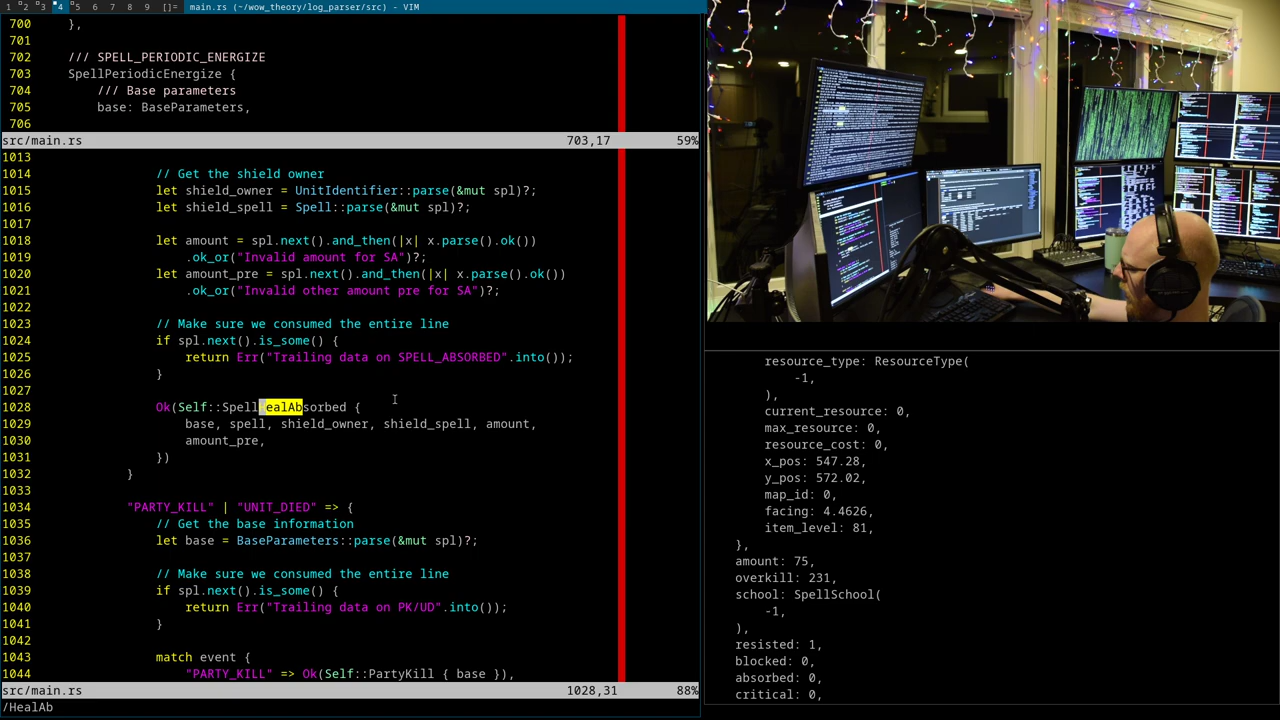 1 2 3 4 5 6 7 8 9 []= main.rs (~/wow_theory/log_parser/src) - VIM
700 },
701
702 /// SPELL_PERIODIC_ENERGIZE
703 SpellPeriodicEnergize {
704 /// Base parameters
705 base: BaseParameters,
706
src/main.rs 703,17 59%
1013
1014 // Get the shield owner
1015 let shield_owner = UnitIdentifier::parse(&mut spl)?;
1016 let shield_spell = Spell::parse(&mut spl)?;
1017
1018 let amount = spl.next().and_then(|x| x.parse().ok())
1019 .ok_or("Invalid amount for SA")?;
1020 let amount_pre = spl.next().and_then(|x| x.parse().ok())
1021 .ok_or("Invalid other amount pre for SA")?;
1022
1023 // Make sure we consumed the entire line
1024 if spl.next().is_some() {
1025 return Err("Trailing data on SPELL_ABSORBED".into());
1026 }
1027
1028 Ok(Self::SpellHealAbsorbed {
1029 base, spell, shield_owner, shield_spell, amount,
1030 amount_pre,
1031 })
1032 }
1033
1034 "PARTY_KILL" | "UNIT_DIED" => {
1035 // Get the base information
1036 let base = BaseParameters::parse(&mut spl)?;
1037
1038 // Make sure we consumed the entire line
1039 if spl.next().is_some() {
1040 return Err("Trailing data on PK/UD".into());
1041 }
1042
1043 match event {
1044 "PARTY_KILL" => Ok(Self::PartyKill { base }),
src/main.rs 1028,31 88%
/HealAb
resource_type: ResourceType(
-1,
),
current_resource: 0,
max_resource: 0,
resource_cost: 0,
x_pos: 547.28,
y_pos: 572.02,
map_id: 0,
facing: 4.4626,
item_level: 81,
},
amount: 75,
overkill: 231,
school: SpellSchool(
-1,
),
resisted: 1,
blocked: 0,
absorbed: 0,
critical: 0,